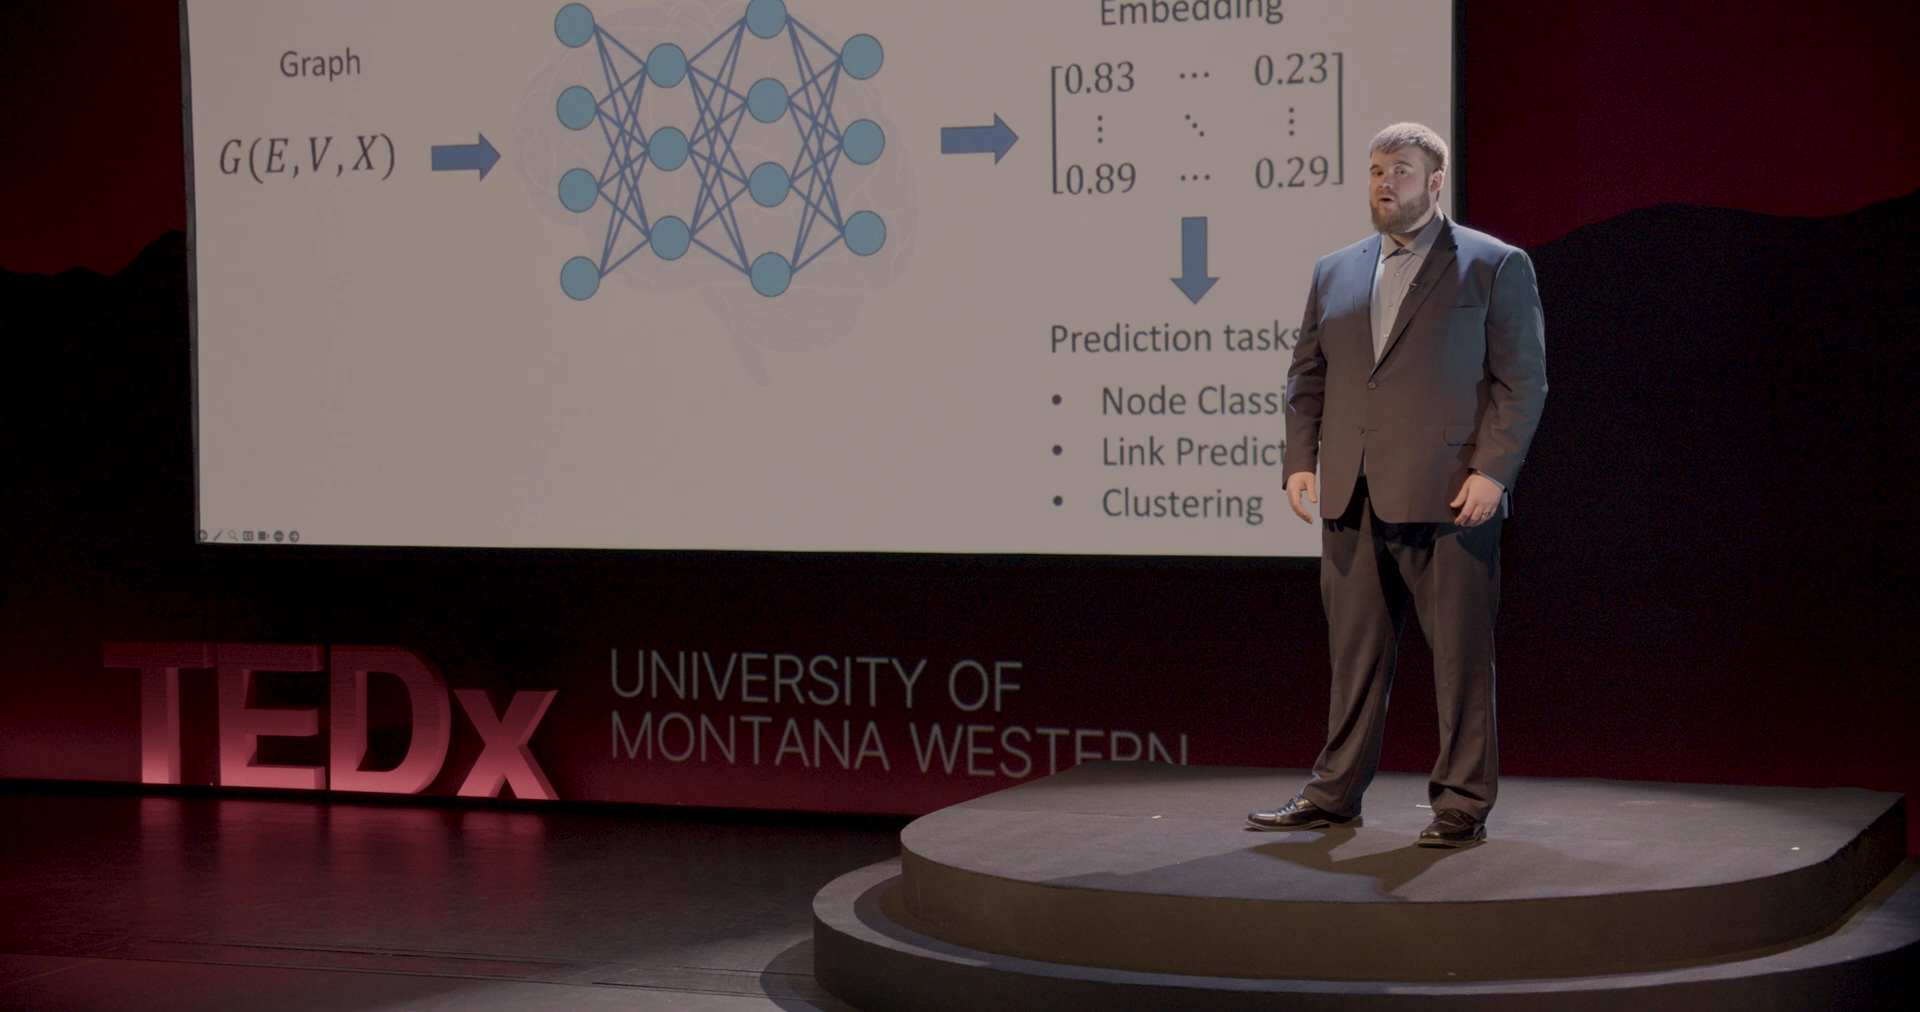 Graph
G(E,V,X)
Embedding
0.83 ⋯ 0.23
⋮ ⋱ ⋮
0.89 ⋯ 0.29
Prediction tasks
• Node Classi
• Link Predict
• Clustering
TEDx
UNIVERSITY OF
MONTANA WESTERN